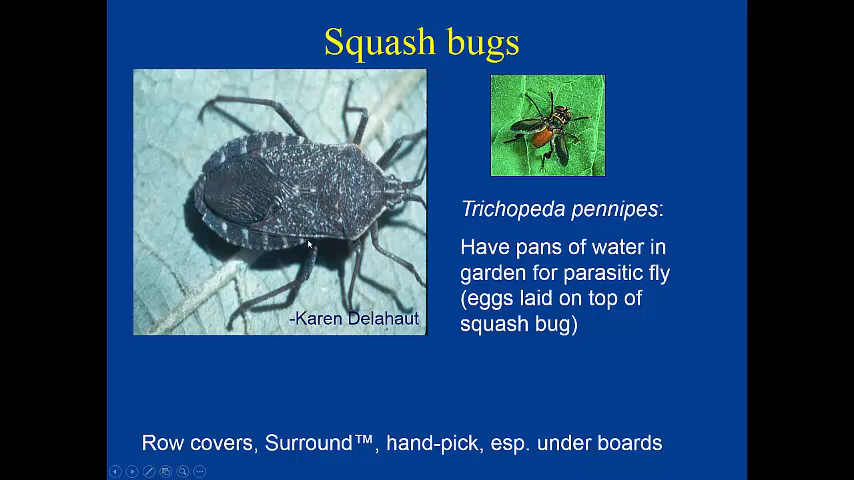 Squash bugs
-Karen Delahaut
Trichopeda pennipes:
Have pans of water in
garden for parasitic fly
(eggs laid on top of
squash bug)
Row covers, Surround™, hand-pick, esp. under boards